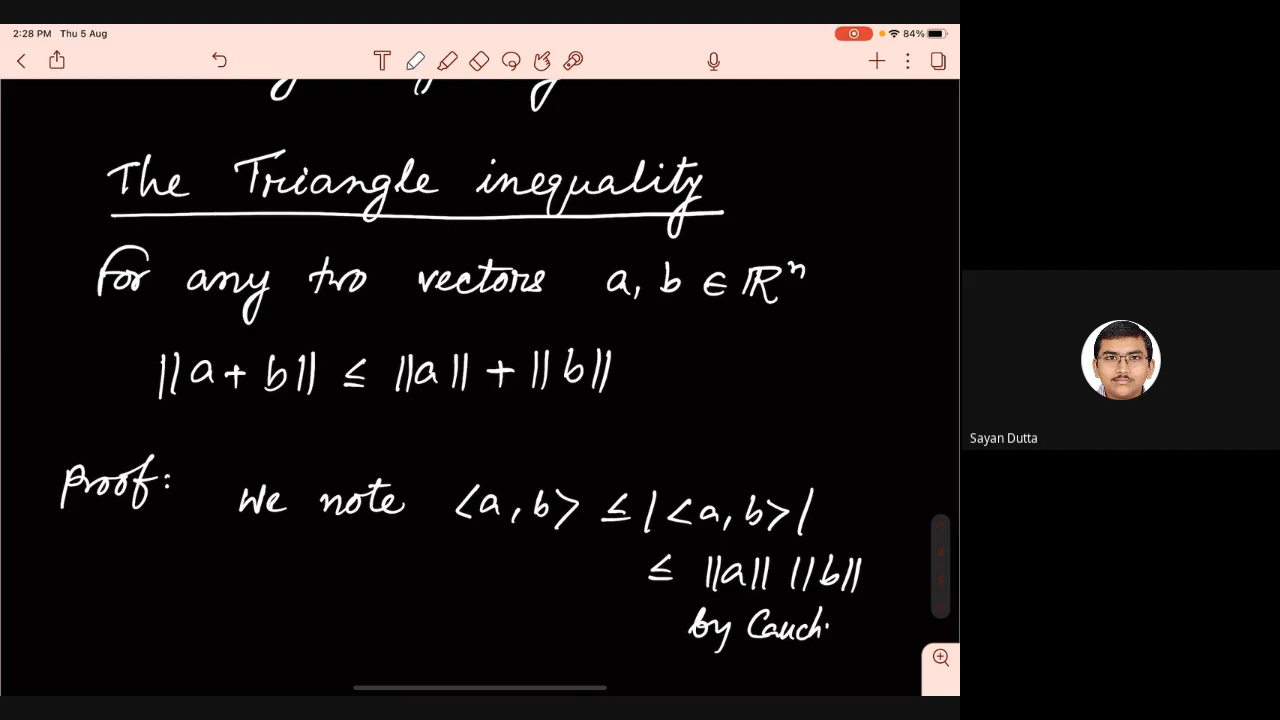 2:28 PM Thu 5 Aug
84%
The Triangle inequality
For any two vectors a, b ∈ ℝⁿ
||a + b|| ≤ ||a|| + ||b||
Proof: We note <a, b> ≤ |<a, b>|
≤ ||a|| ||b||
by Cauch
Sayan Dutta